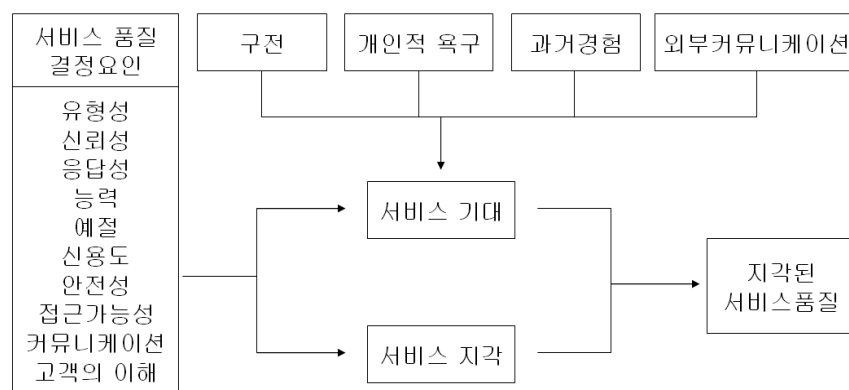 서비스 품질
결정요인
유형성
신뢰성
응답성
능력
예절
신용도
안전성
접근가능성
커뮤니케이션
고객의 이해
구전
개인적 욕구
과거경험
외부커뮤니케이션
서비스 기대
서비스 지각
지각된
서비스품질